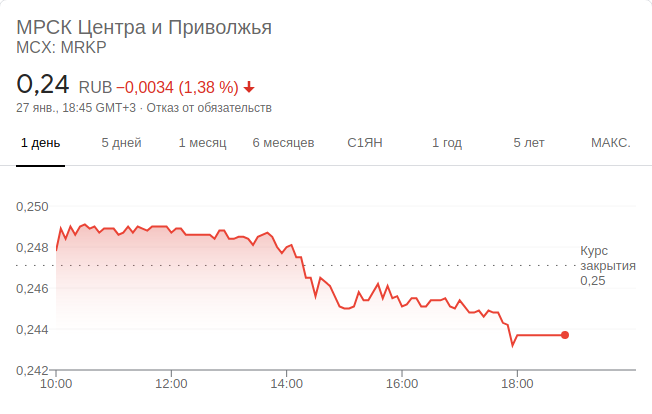 МРСК Центра и Приволжья
MCX: MRKP
0,24 RUB −0,0034 (1,38 %)
27 янв., 18:45 GMT+3 · Отказ от обязательств
1 день 5 дней 1 месяц 6 месяцев С1ЯН 1 год 5 лет МАКС.
0,250
0,248
0,246
0,244
0,242
Курс
закрытия
0,25
10:00 12:00 14:00 16:00 18:00